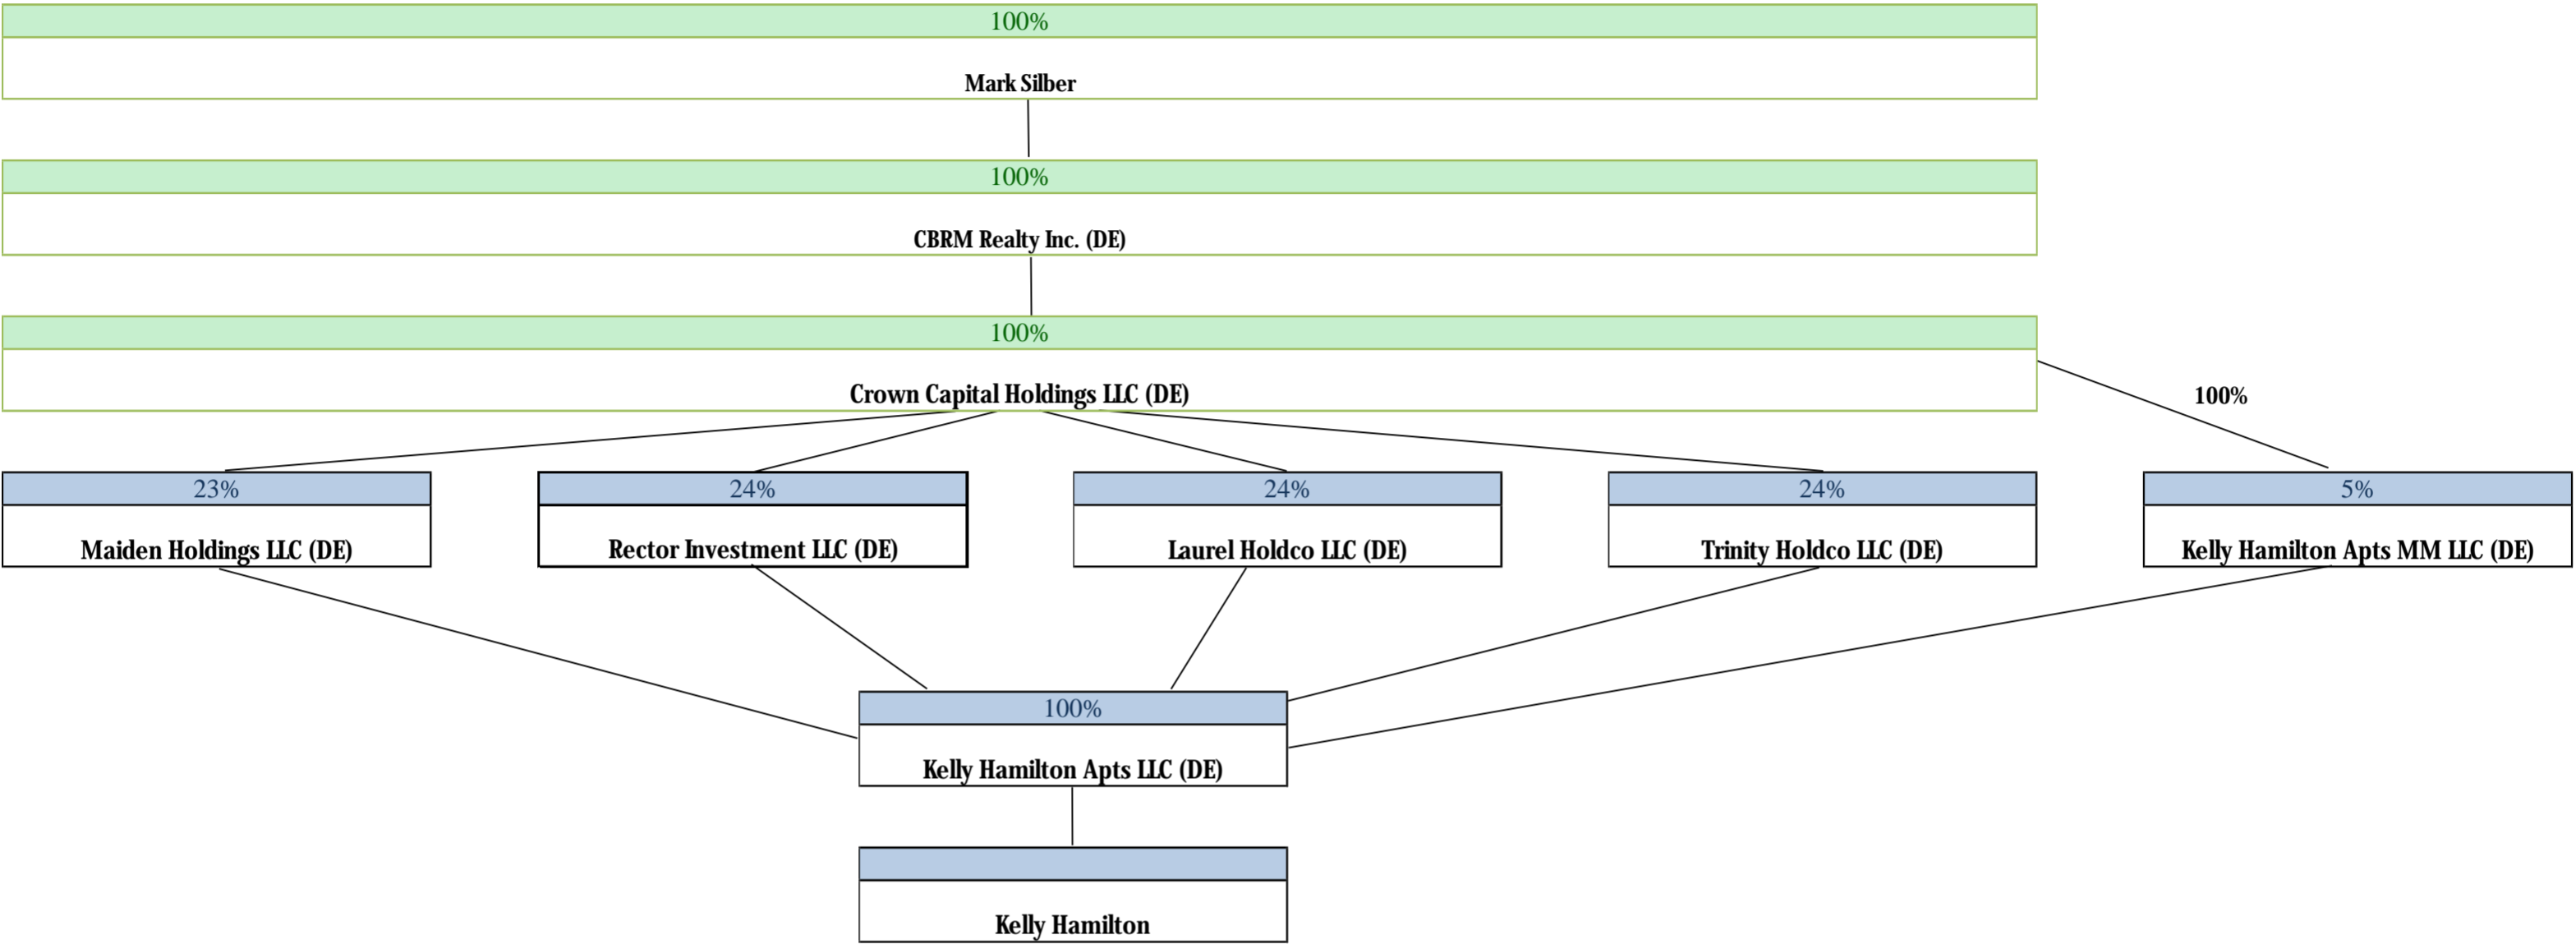 100%
Mark Silber
100%
CBRM Realty Inc. (DE)
100%
Crown Capital Holdings LLC (DE)
100%
23%
24%
24%
24%
5%
Maiden Holdings LLC (DE)
Rector Investment LLC (DE)
Laurel Holdco LLC (DE)
Trinity Holdco LLC (DE)
Kelly Hamilton Apts MM LLC (DE)
100%
Kelly Hamilton Apts LLC (DE)
Kelly Hamilton